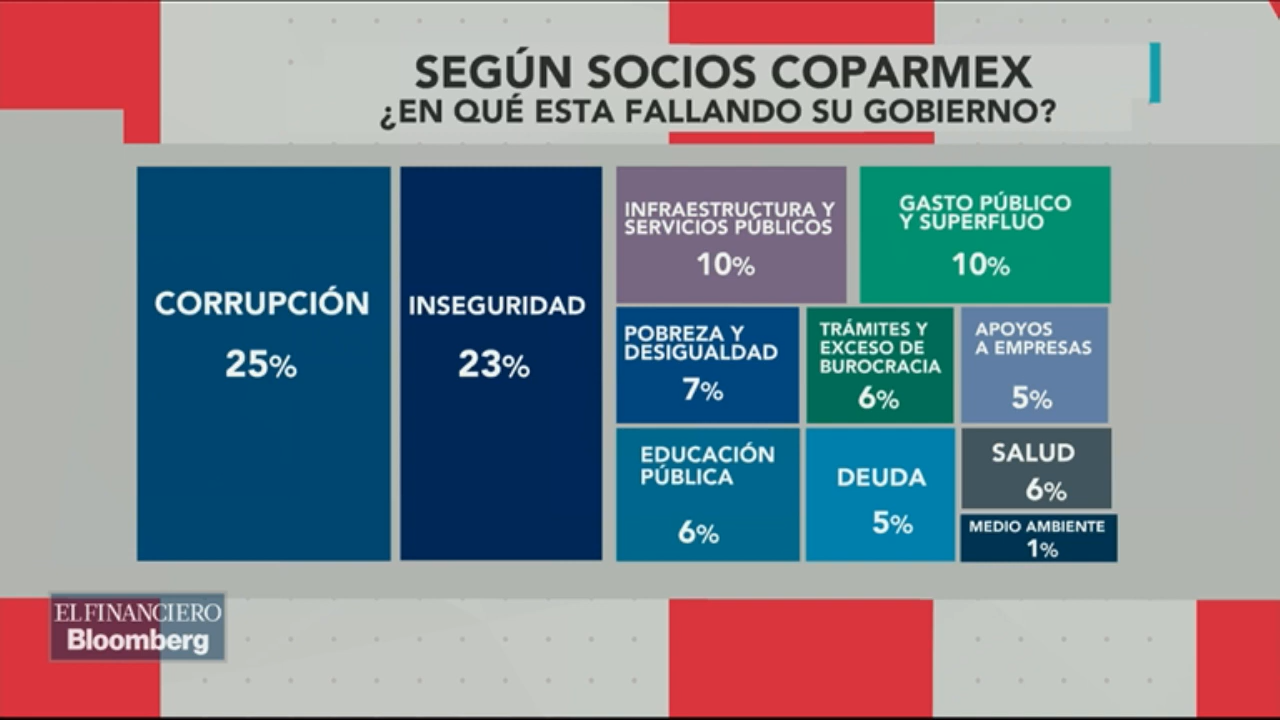 SEGÚN SOCIOS COPARMEX
¿EN QUÉ ESTA FALLANDO SU GOBIERNO?
CORRUPCIÓN
25%
INSEGURIDAD
23%
INFRAESTRUCTURA Y
SERVICIOS PÚBLICOS
10%
GASTO PÚBLICO
Y SUPERFLUO
10%
POBREZA Y
DESIGUALDAD
7%
TRÁMITES Y
EXCESO DE
BUROCRACIA
6%
APOYOS
A EMPRESAS
5%
EDUCACIÓN
PÚBLICA
6%
DEUDA
5%
SALUD
6%
MEDIO AMBIENTE
1%
EL FINANCIERO
Bloomberg